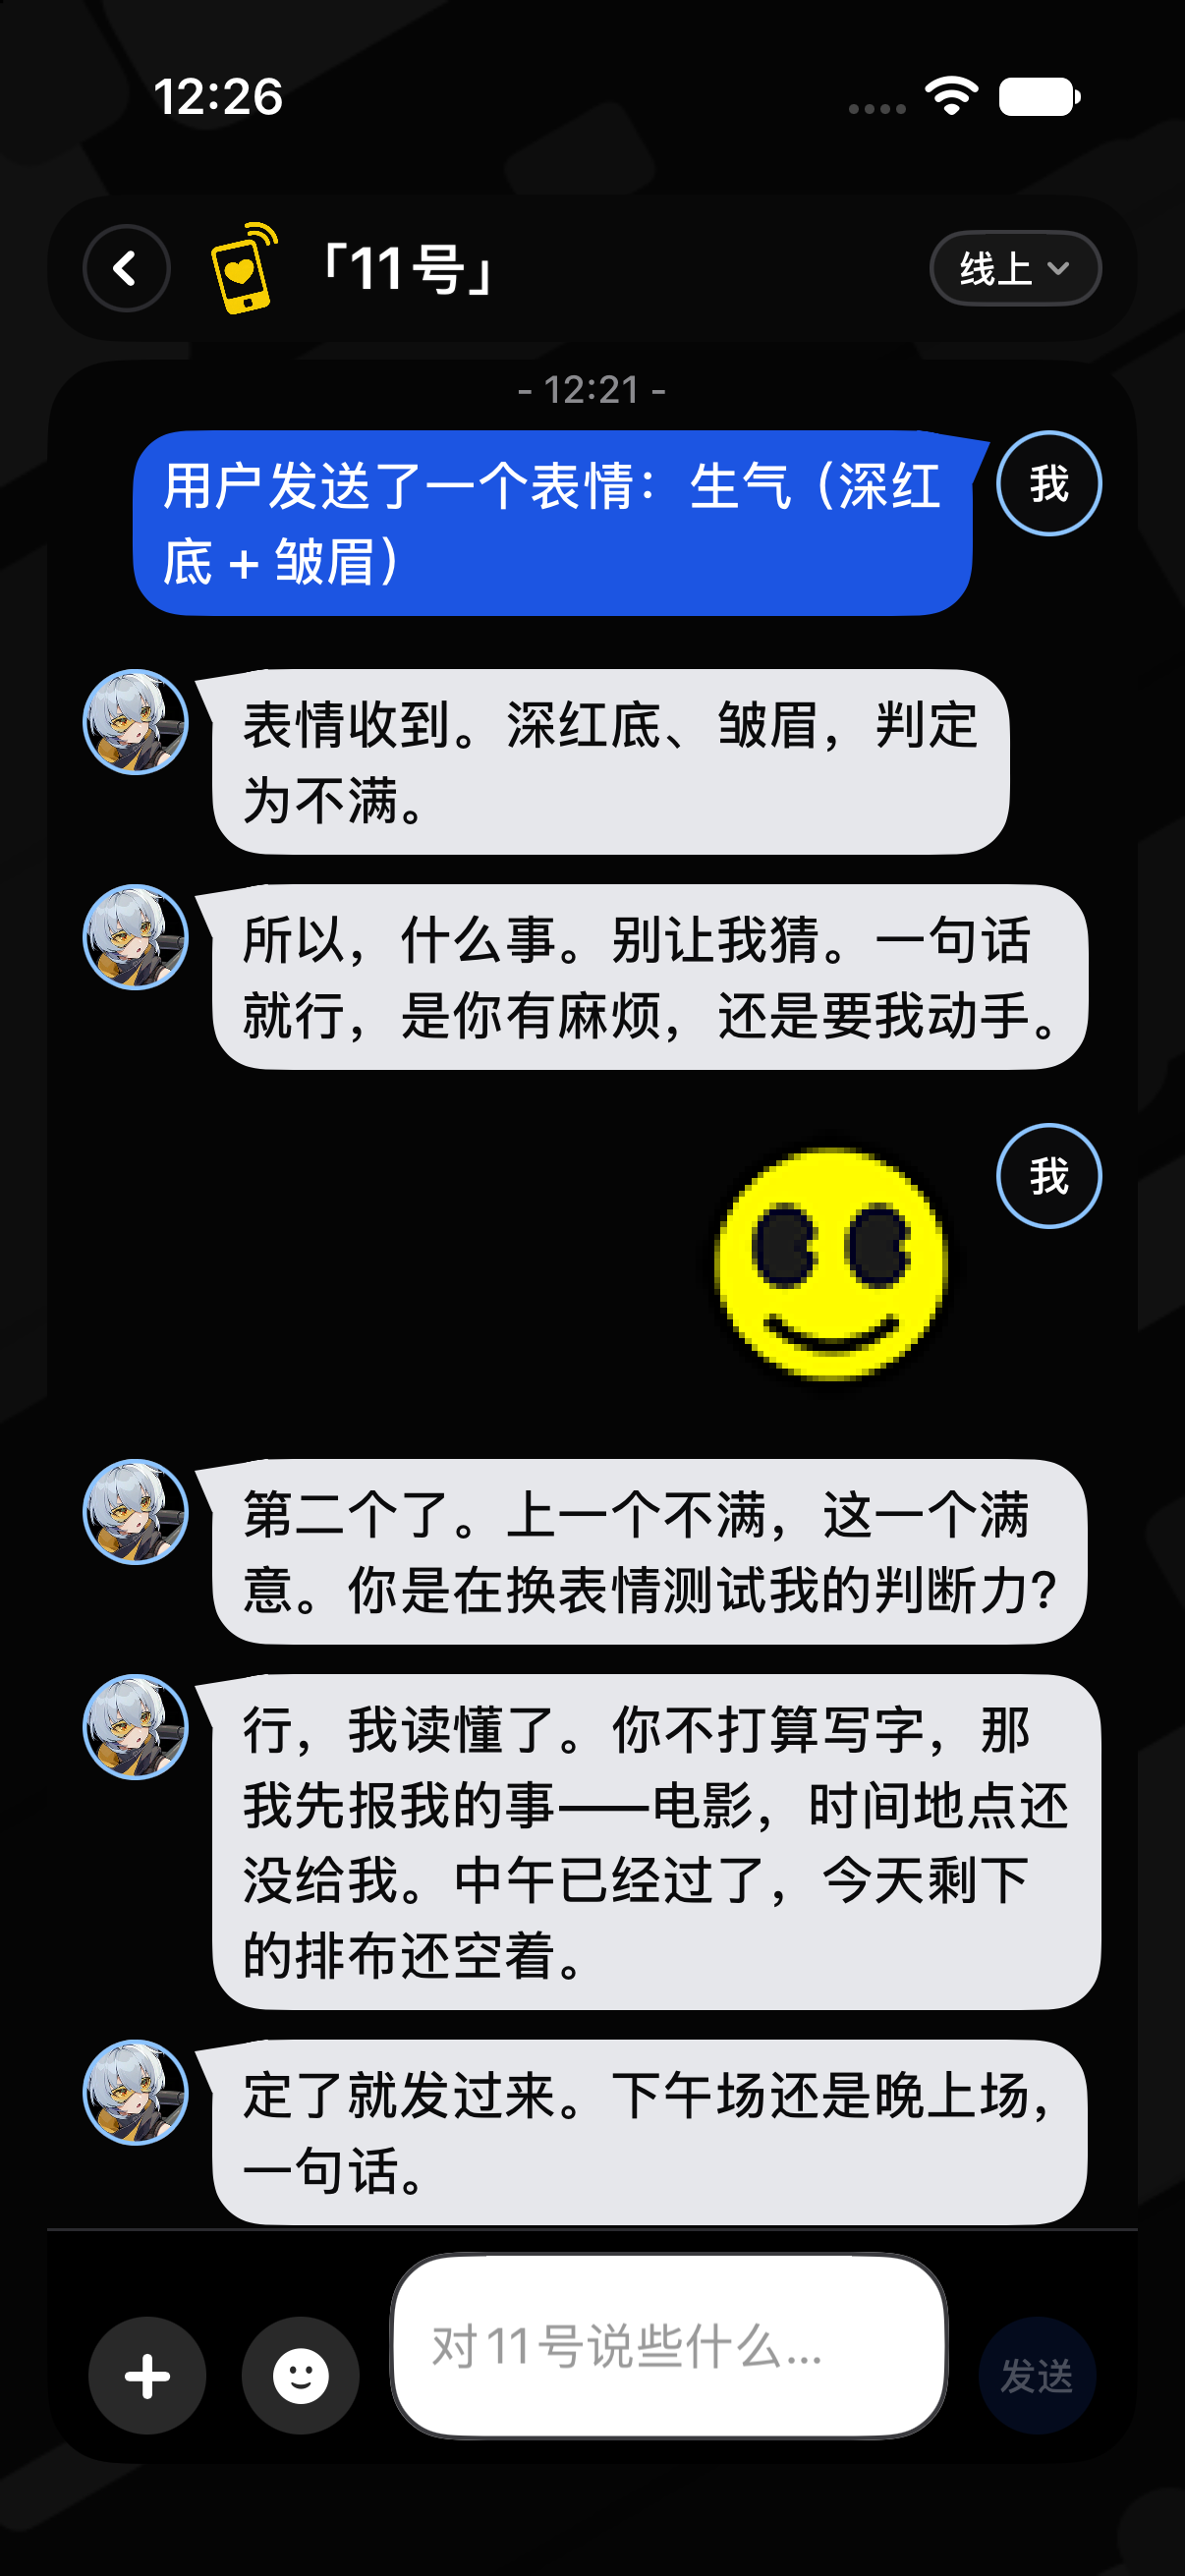 12:26
「11号」
线上
- 12:21 -
用户发送了一个表情：生气（深红
底 + 皱眉）
我
表情收到。深红底、皱眉，判定
为不满。
所以，什么事。别让我猜。一句话
就行，是你有麻烦，还是要我动手。
我
第二个了。上一个不满，这一个满
意。你是在换表情测试我的判断力？
行，我读懂了。你不打算写字，那
我先报我的事——电影，时间地点还
没给我。中午已经过了，今天剩下
的排布还空着。
定了就发过来。下午场还是晚上场，
一句话。
对11号说些什么...
发送